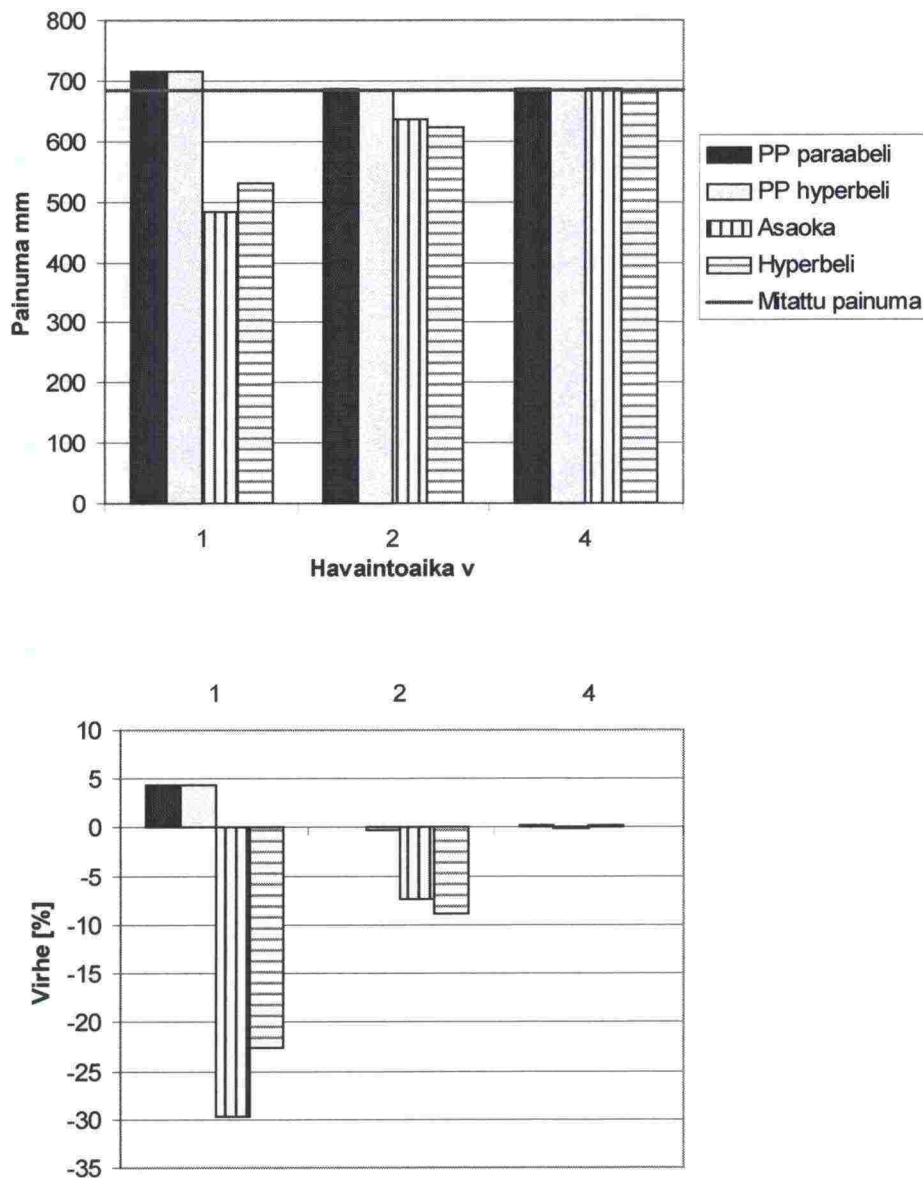 800
700
600
500
400
300
200
100
0
Painuma mm
1 2 4
Havaintoaika v
PP paraabeli
PP hyperbeli
Asaoka
Hyperbeli
Mitattu painuma
1 2 4
10
5
0
-5
-10
-15
-20
-25
-30
-35
Virhe [%]